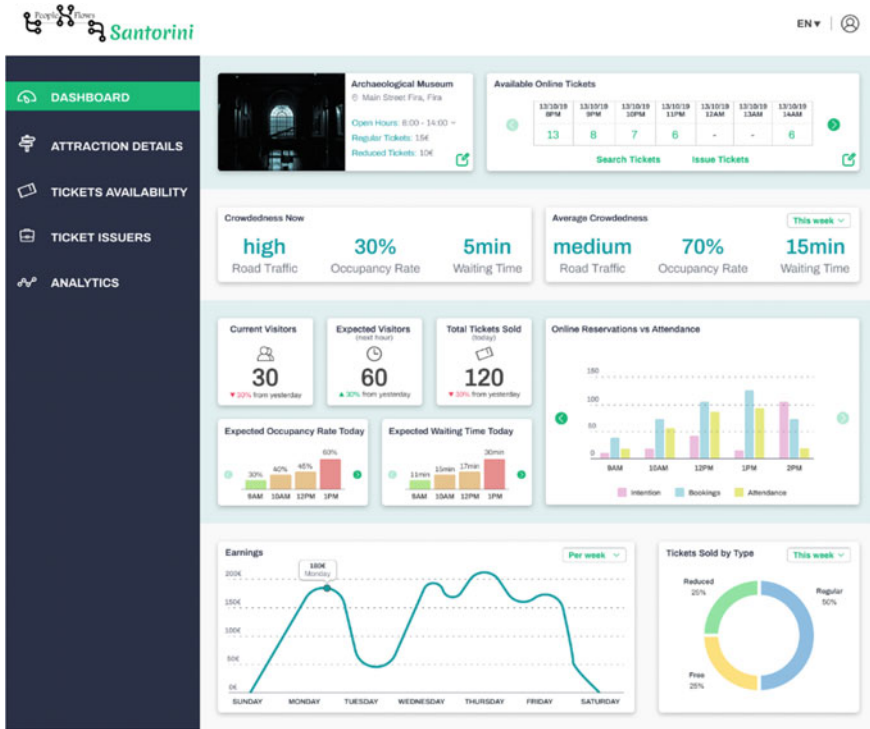 People Flows
Santorini
EN ▾
DASHBOARD
ATTRACTION DETAILS
TICKETS AVAILABILITY
TICKET ISSUERS
ANALYTICS
Archaeological Museum
Main Street Fira, Fira
Open Hours: 8:00 - 14:00
Regular Tickets: 15€
Reduced Tickets: 10€
Available Online Tickets
13/10/19 13/10/19 13/10/19 13/10/19 13/10/19 13/10/19 13/10/19
8PM 9PM 10PM 11PM 12AM 13AM 14AM
13 8 7 6 - - 6
Search Tickets Issue Tickets
Crowdedness Now
high 30% 5min
Road Traffic Occupancy Rate Waiting Time
Average Crowdedness This week
medium 70% 15min
Road Traffic Occupancy Rate Waiting Time
Current Visitors
30
▼ 30% from yesterday
Expected Visitors
(next hour)
60
▲ 30% from yesterday
Total Tickets Sold
(today)
120
▼ 30% from yesterday
Expected Occupancy Rate Today
60%
30% 40% 45%
9AM 10AM 12PM 1PM
Expected Waiting Time Today
30min
11min 15min 17min
9AM 10AM 12PM 1PM
Online Reservations vs Attendance
150
100
50
0
9AM 10AM 12PM 1PM 2PM
Intention Bookings Attendance
Earnings Per week
180€
Monday
200€
150€
100€
50€
0€
SUNDAY MONDAY TUESDAY WEDNESDAY THURSDAY FRIDAY SATURDAY
Tickets Sold by Type This week
Reduced
25%
Regular
50%
Free
25%